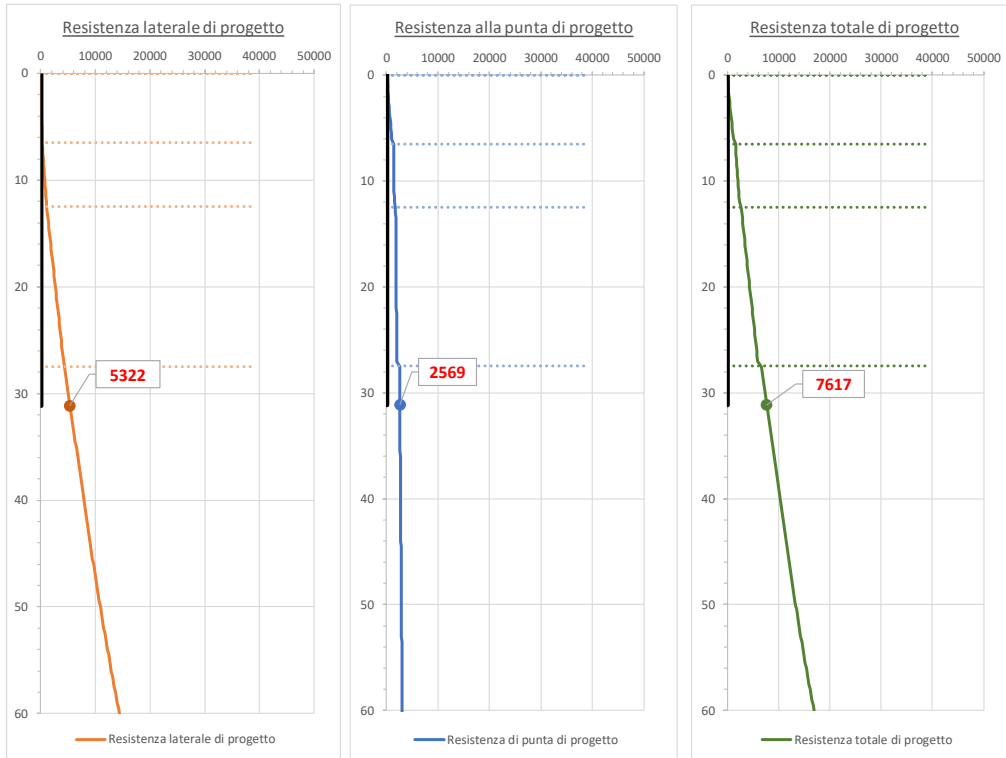 Resistenza laterale di progetto
0 10000 20000 30000 40000 50000
0
10
20
30
40
50
60
5322
Resistenza laterale di progetto
Resistenza alla punta di progetto
0 10000 20000 30000 40000 50000
0
10
20
30
40
50
60
2569
Resistenza di punta di progetto
Resistenza totale di progetto
0 10000 20000 30000 40000 50000
0
10
20
30
40
50
60
7617
Resistenza totale di progetto